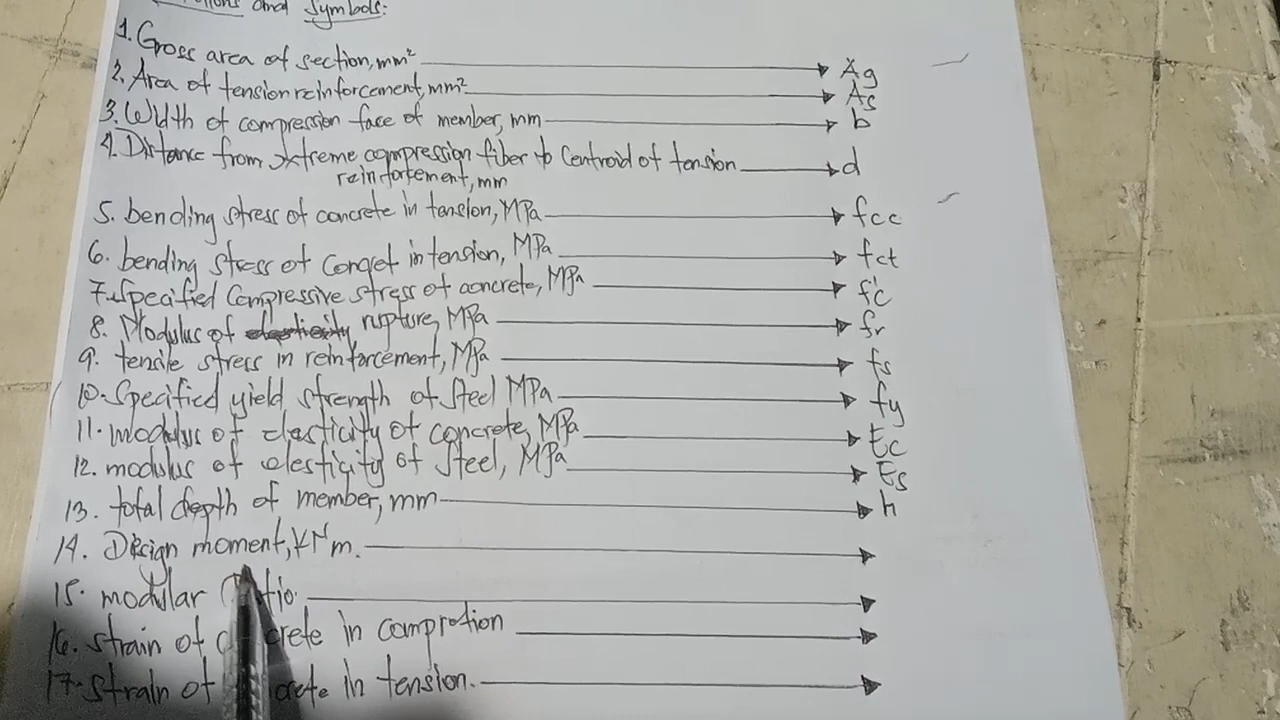 and Symbols:
1. Gross area of section, mm² Ag
2. Area of tension reinforcement, mm² As
3. Width of compression face of member, mm b
4. Distance from extreme compression fiber to Centroid of tension d
reinforcement, mm
5. bending stress of concrete in tension, MPa fcc
6. bending stress of in tension, MPa fct
7. Specified Compressive stress of concrete, MPa f'c
8. Modulus of rupture, MPa fr
9. tensile stress in reinforcement, MPa fs
10. Specified yield strength of steel MPa fy
11. modulus of elasticity of concrete, MPa Ec
12. modulus of elesticity of steel, MPa Es
13. total depth of member, mm h
14. Design moment, kNm.
15. modular
16. strain of in
17. strain of in tension.